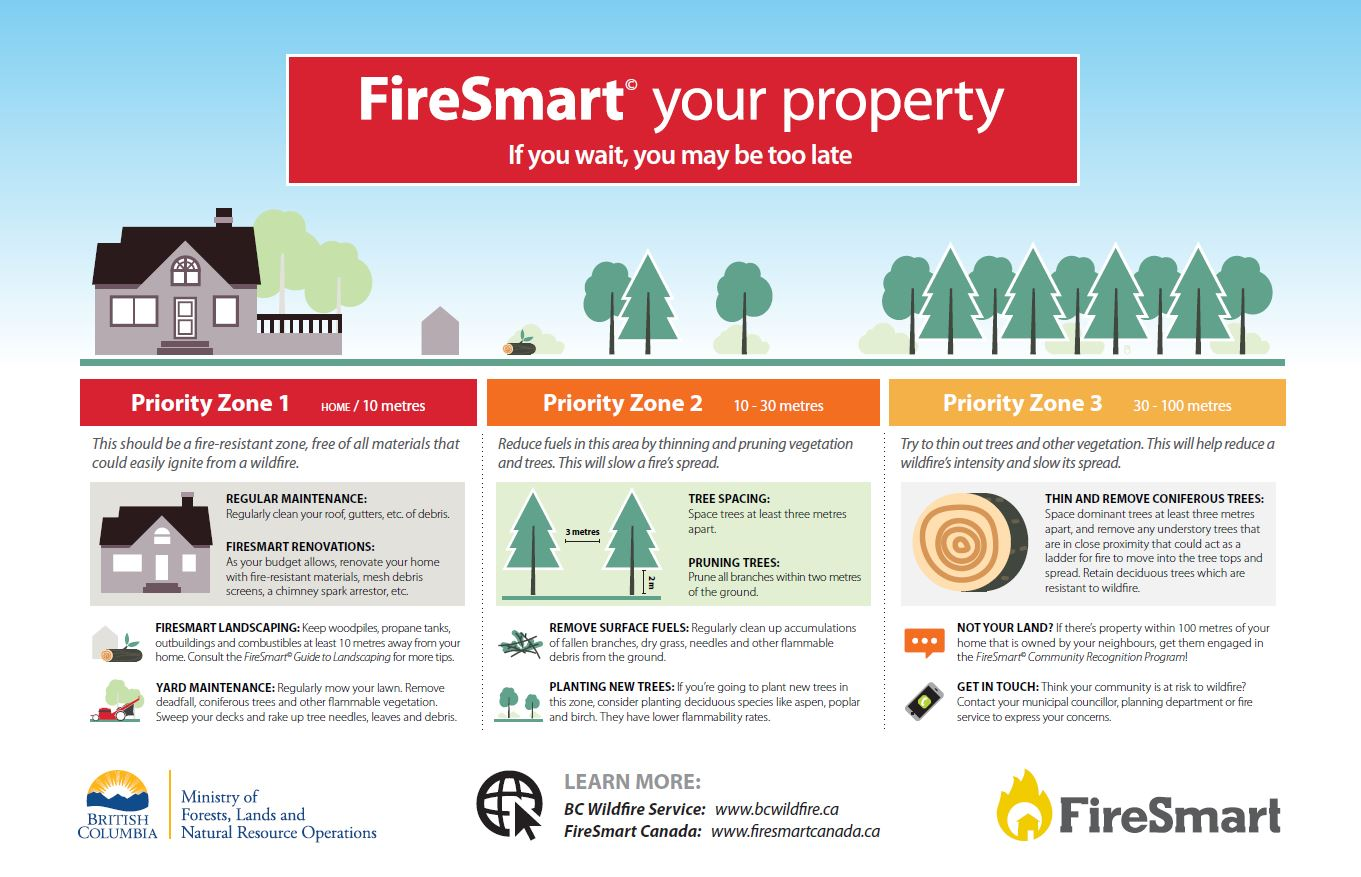 FireSmart© your property
If you wait, you may be too late
Priority Zone 1 HOME / 10 metres
This should be a fire-resistant zone, free of all materials that
could easily ignite from a wildfire.
REGULAR MAINTENANCE:
Regularly clean your roof, gutters, etc. of debris.
FIRESMART RENOVATIONS:
As your budget allows, renovate your home
with fire-resistant materials, mesh debris
screens, a chimney spark arrestor, etc.
FIRESMART LANDSCAPING: Keep woodpiles, propane tanks,
outbuildings and combustibles at least 10 metres away from your
home. Consult the FireSmart© Guide to Landscaping for more tips.
YARD MAINTENANCE: Regularly mow your lawn. Remove
deadfall, coniferous trees and other flammable vegetation.
Sweep your decks and rake up tree needles, leaves and debris.
Priority Zone 2 10 - 30 metres
Reduce fuels in this area by thinning and pruning vegetation
and trees. This will slow a fire's spread.
3 metres
2 m
TREE SPACING:
Space trees at least three metres
apart.
PRUNING TREES:
Prune all branches within two metres
of the ground.
REMOVE SURFACE FUELS: Regularly clean up accumulations
of fallen branches, dry grass, needles and other flammable
debris from the ground.
PLANTING NEW TREES: If you're going to plant new trees in
this zone, consider planting deciduous species like aspen, poplar
and birch. They have lower flammability rates.
Priority Zone 3 30 - 100 metres
Try to thin out trees and other vegetation. This will help reduce a
wildfire's intensity and slow its spread.
THIN AND REMOVE CONIFEROUS TREES:
Space dominant trees at least three metres
apart, and remove any understory trees that
are in close proximity that could act as a
ladder for fire to move into the tree tops and
spread. Retain deciduous trees which are
resistant to wildfire.
NOT YOUR LAND? If there's property within 100 metres of your
home that is owned by your neighbours, get them engaged in
the FireSmart© Community Recognition Program!
GET IN TOUCH: Think your community is at risk to wildfire?
Contact your municipal councillor, planning department or fire
service to express your concerns.
BRITISH
COLUMBIA
Ministry of
Forests, Lands and
Natural Resource Operations
LEARN MORE:
BC Wildfire Service: www.bcwildfire.ca
FireSmart Canada: www.firesmartcanada.ca
FireSmart